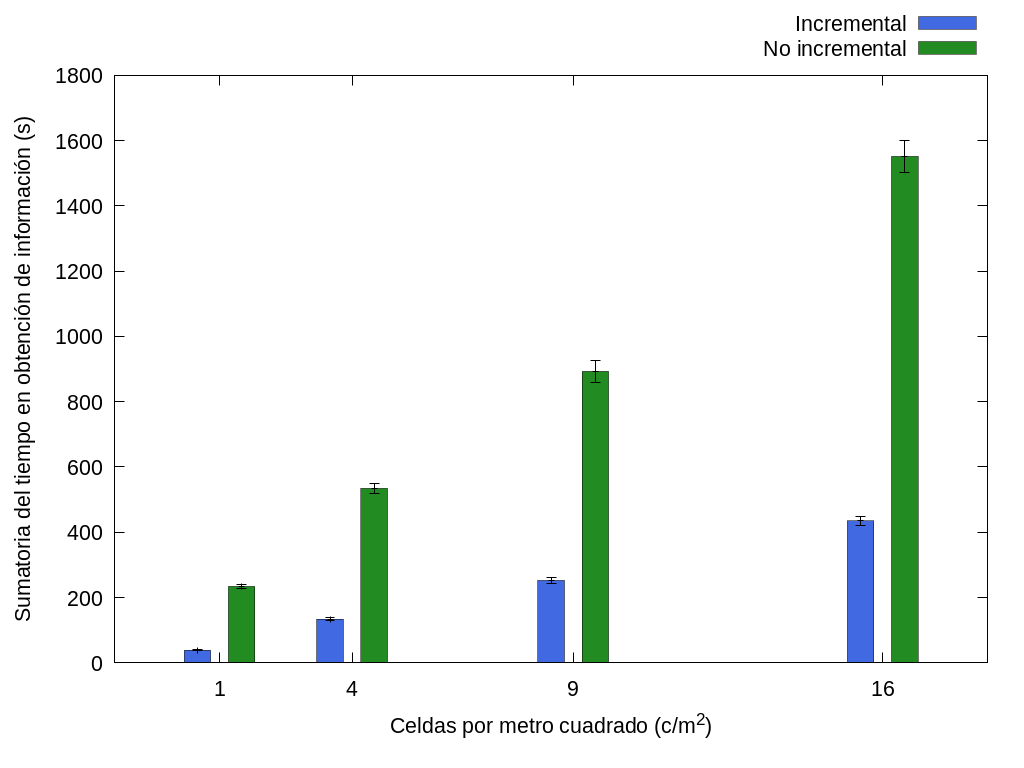 Incremental
No incremental
1800
1600
1400
1200
1000
800
600
400
200
0
Sumatoria del tiempo en obtención de información (s)
1 4 9 16
Celdas por metro cuadrado (c/m²)